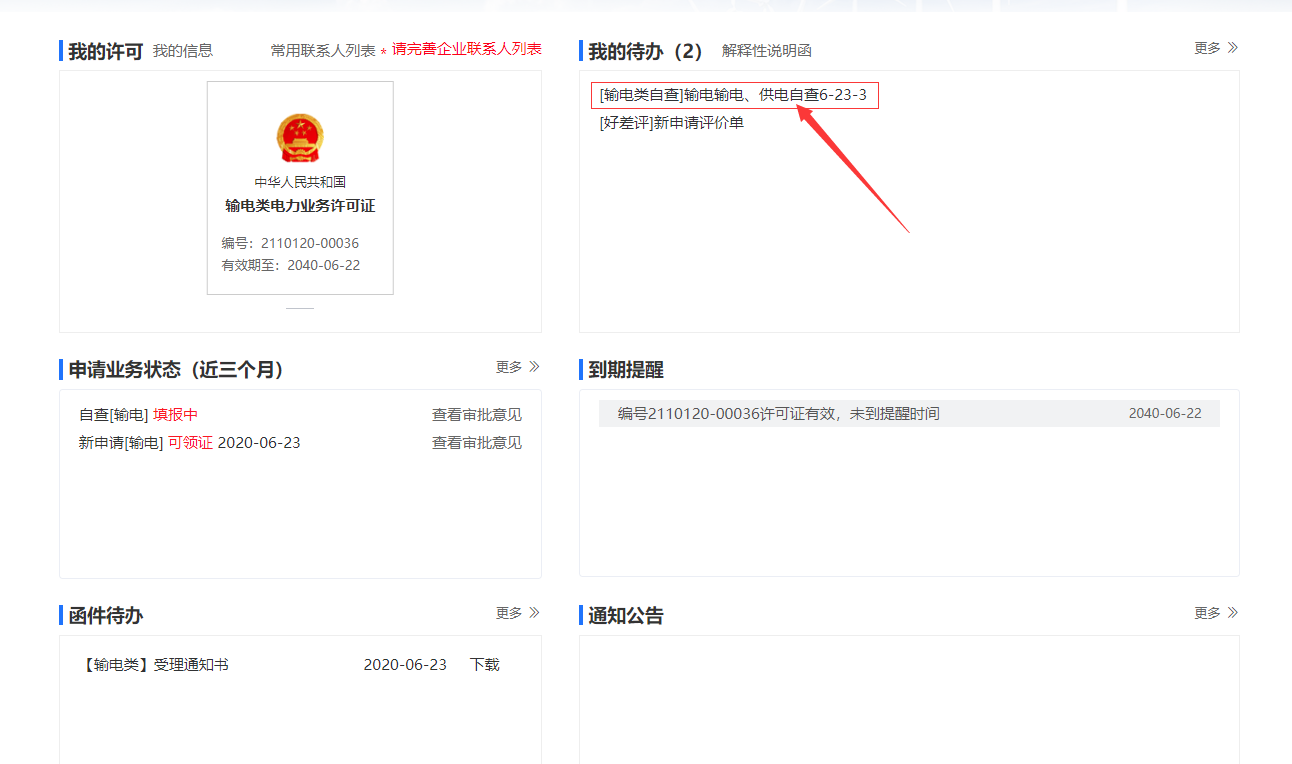 我的许可 我的信息 常用联系人列表 * 请完善企业联系人列表
中华人民共和国
输电类电力业务许可证
编号：2110120-00036
有效期至：2040-06-22
我的待办（2） 解释性说明函 更多
[输电类自查]输电输电、供电自查6-23-3
[好差评]新申请评价单
申请业务状态（近三个月） 更多
自查[输电] 填报中 查看审批意见
新申请[输电] 可领证 2020-06-23 查看审批意见
到期提醒
编号2110120-00036许可证有效，未到提醒时间 2040-06-22
函件待办 更多
【输电类】受理通知书 2020-06-23 下载
通知公告 更多